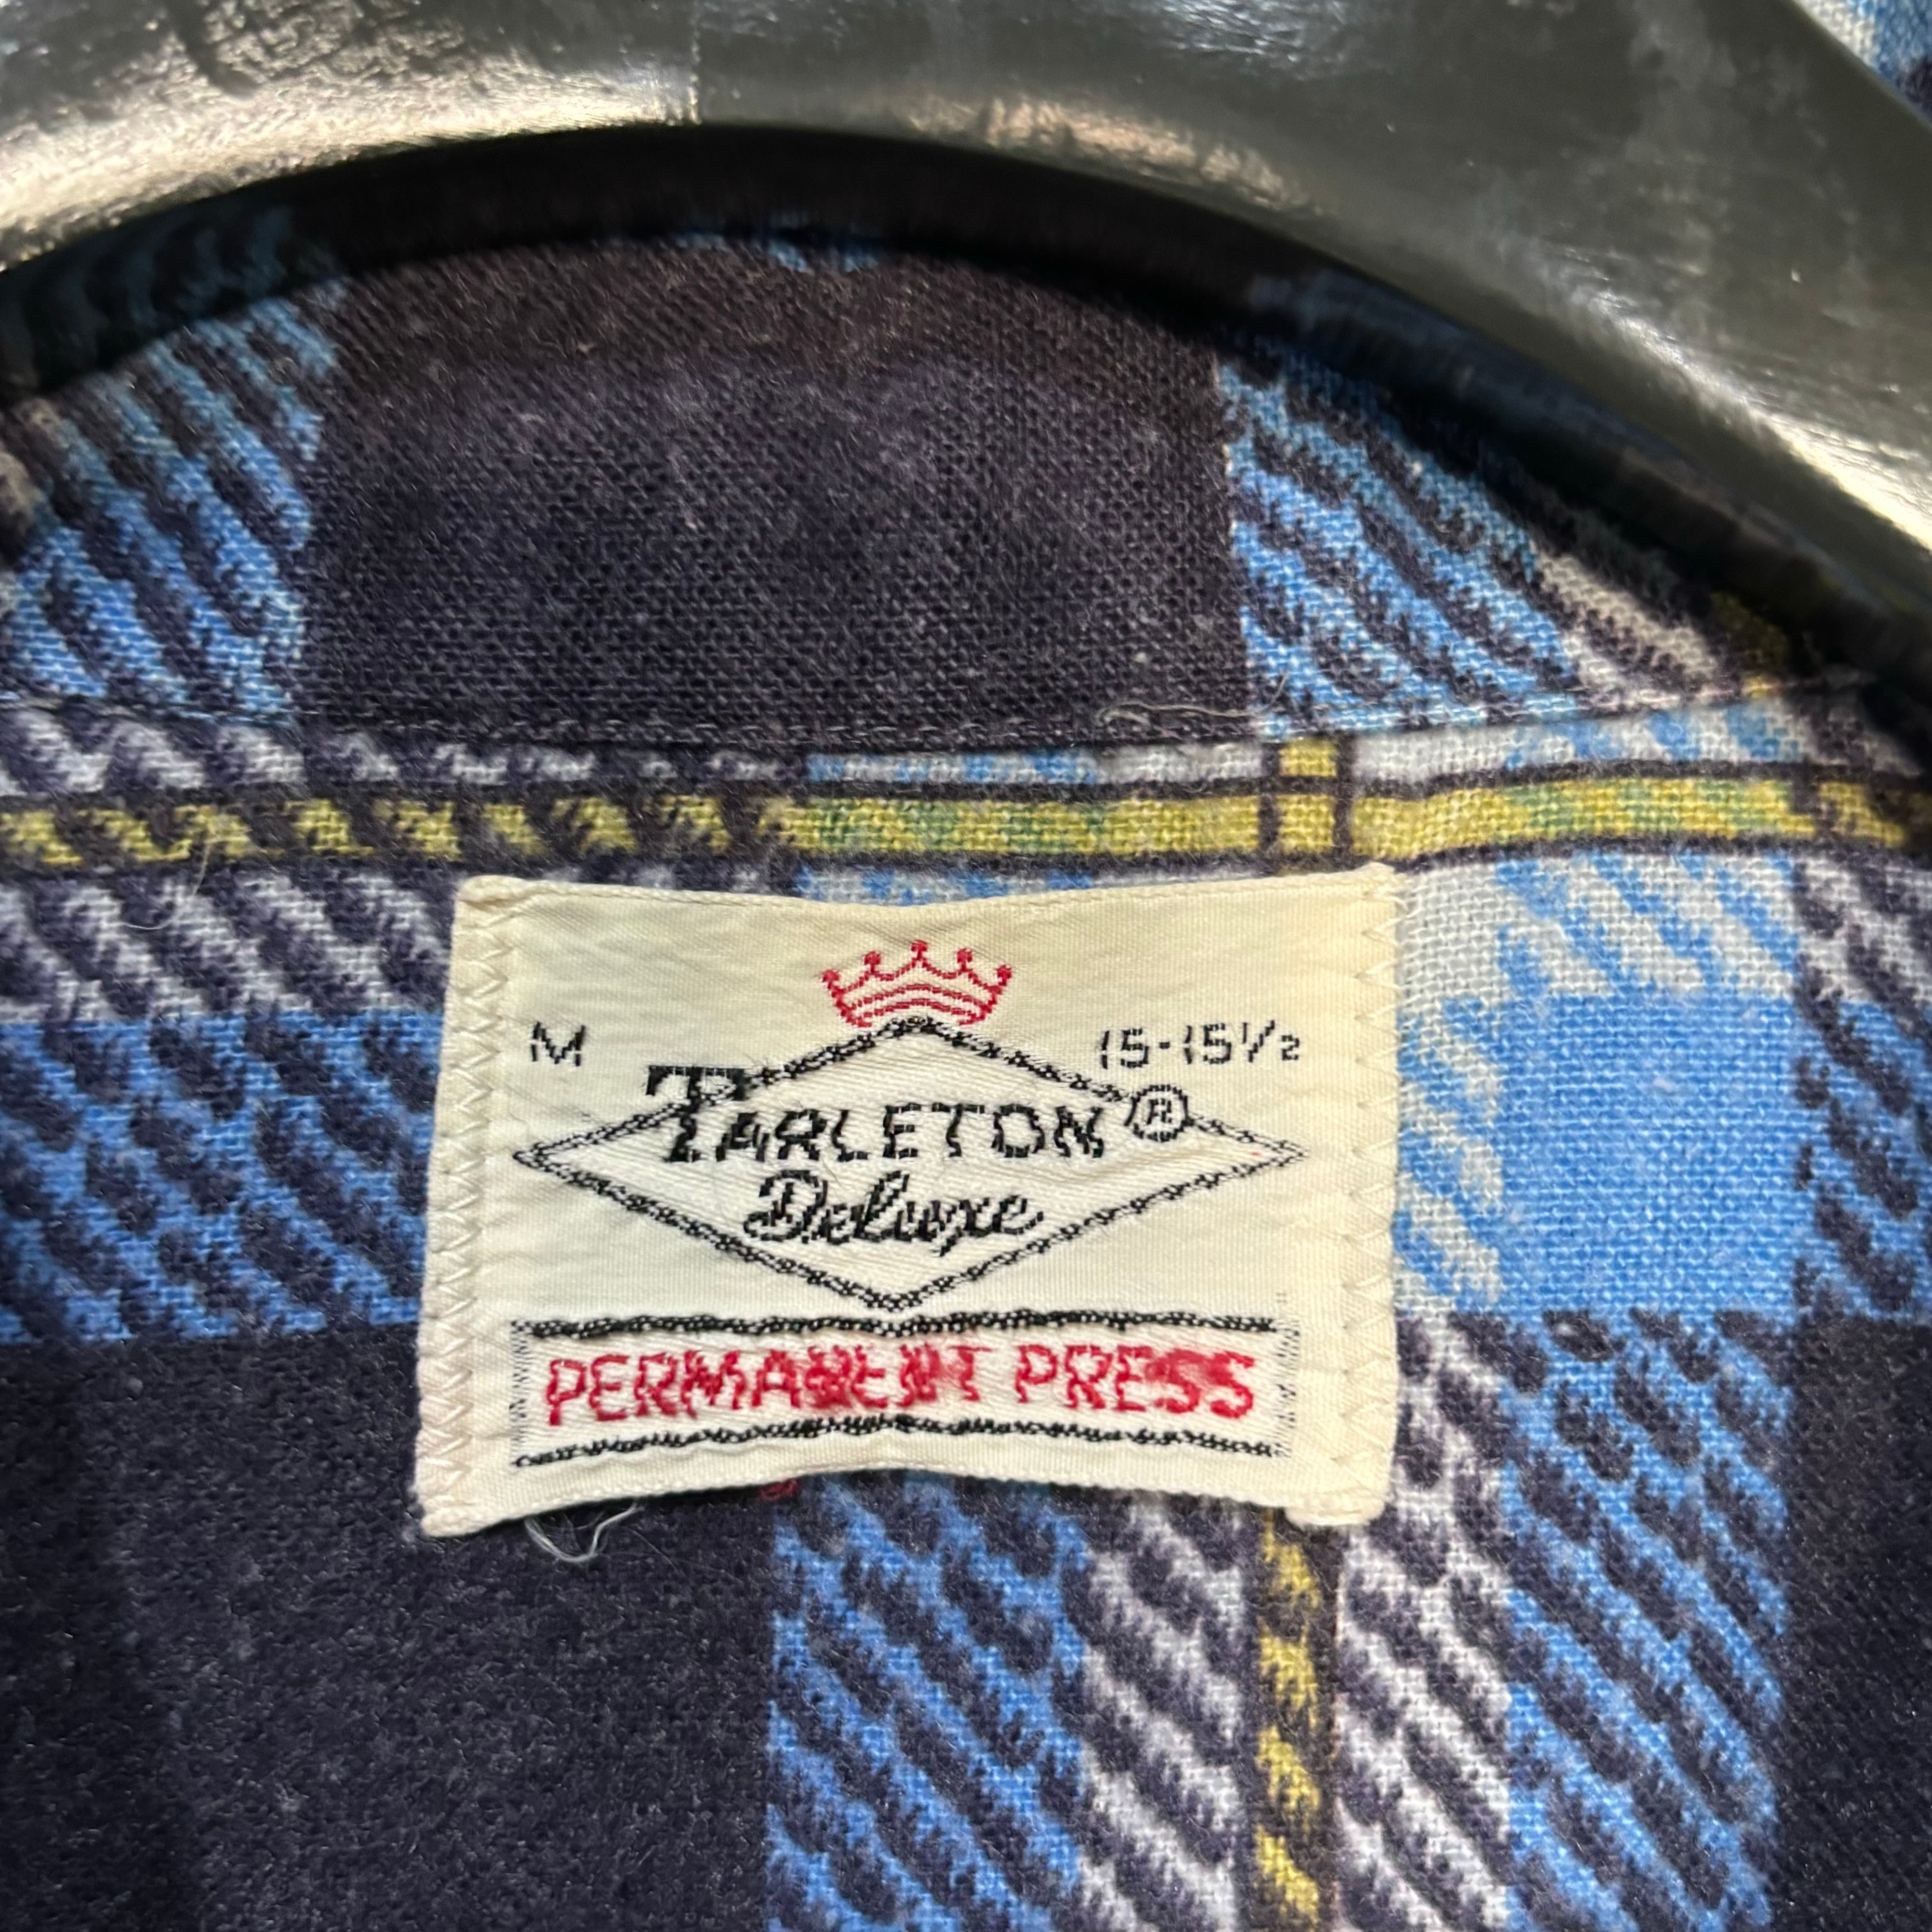 M 15-15½
TARLETON®
Deluxe
PERMANENT PRESS